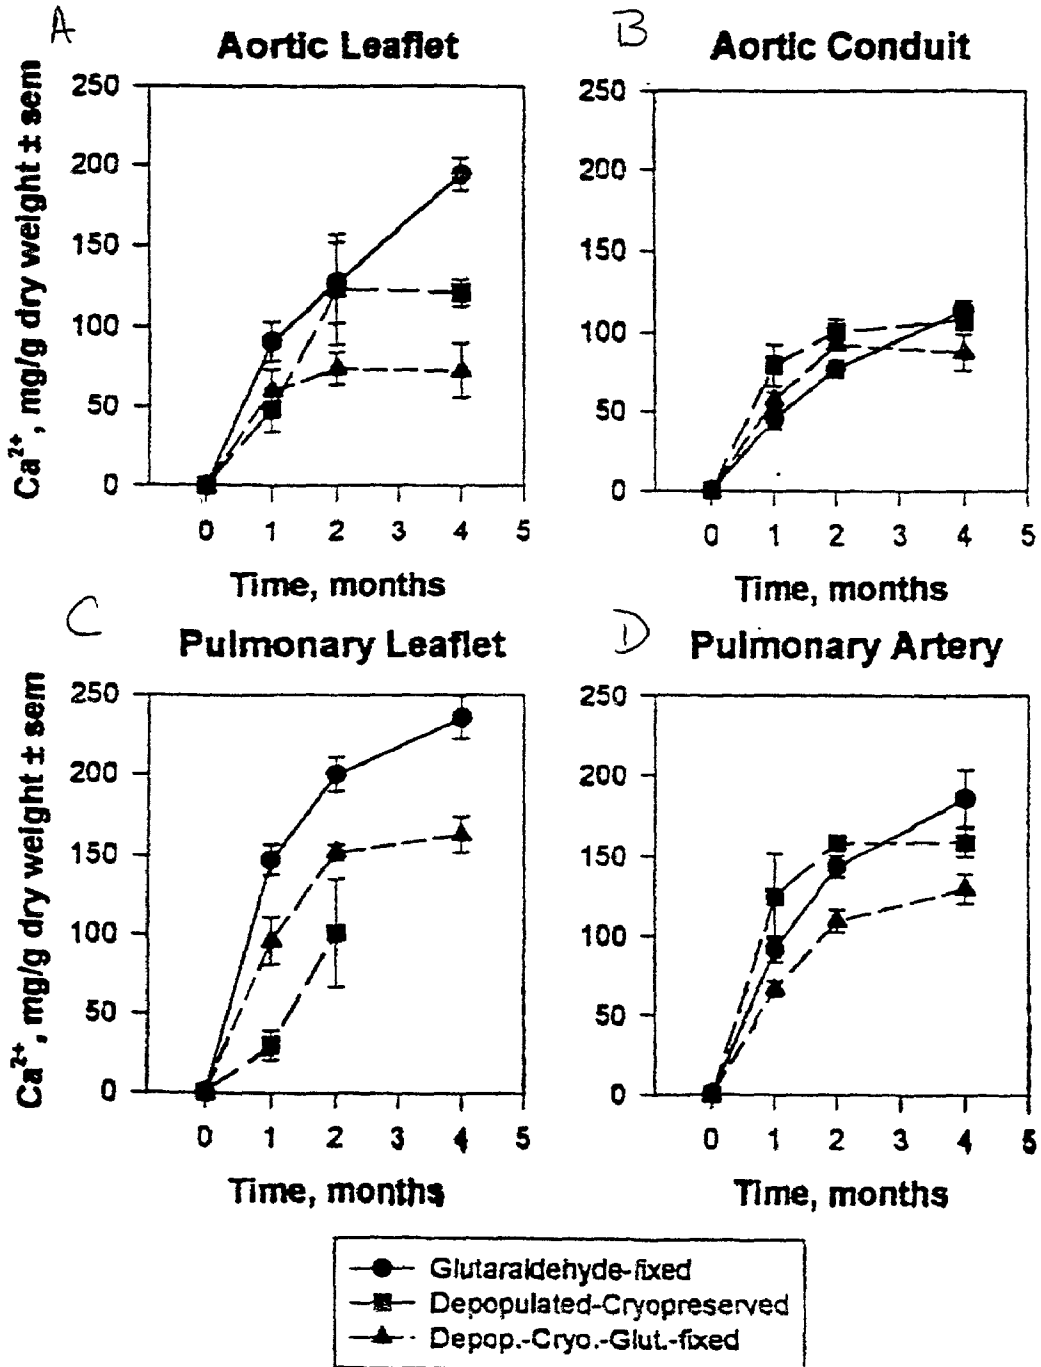 A
Aortic Leaflet
Ca²⁺, mg/g dry weight ± sem
250
200
150
100
50
0
0 1 2 3 4 5
Time, months
B
Aortic Conduit
250
200
150
100
50
0
0 1 2 3 4 5
Time, months
C
Pulmonary Leaflet
Ca²⁺, mg/g dry weight ± sem
250
200
150
100
50
0
0 1 2 3 4 5
Time, months
D
Pulmonary Artery
250
200
150
100
50
0
0 1 2 3 4 5
Time, months
Glutaraldehyde-fixed
Depopulated-Cryopreserved
Depop.-Cryo.-Glut.-fixed